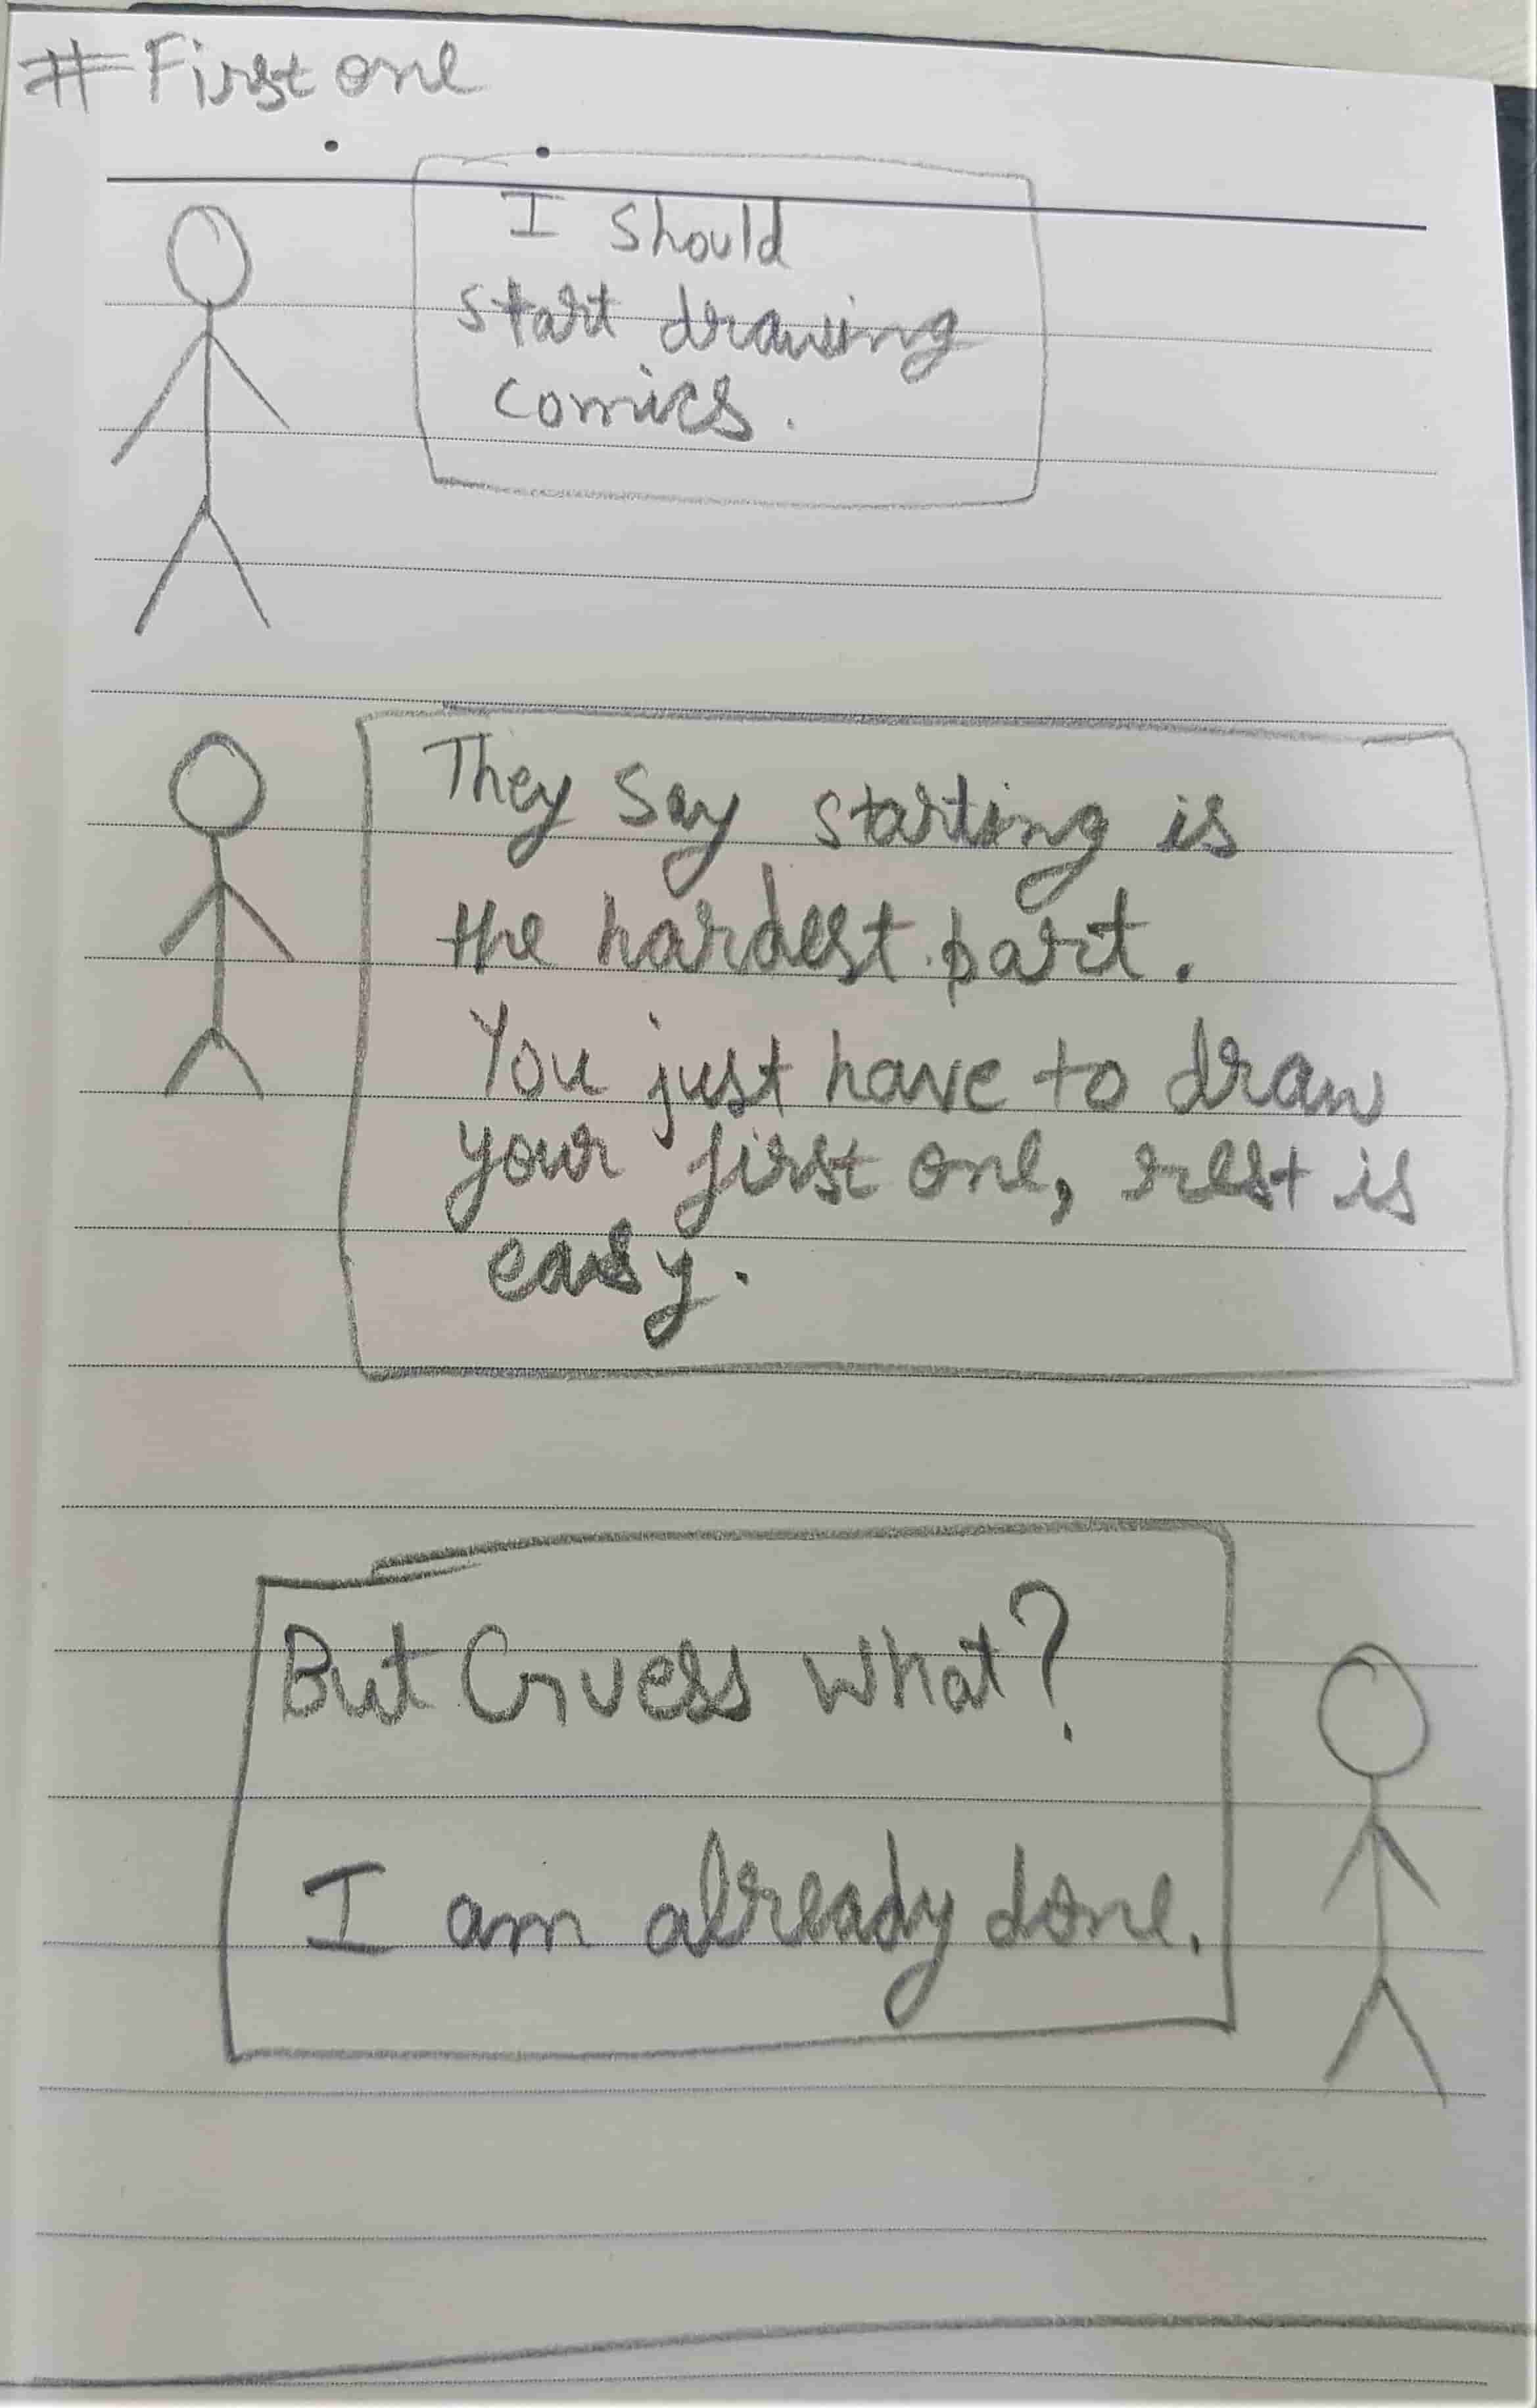 # First one
I should
start drawing
comics.
They say starting is
the hardest part.
You just have to draw
your first one, rest is
easy.
But Guess what?
I am already done.